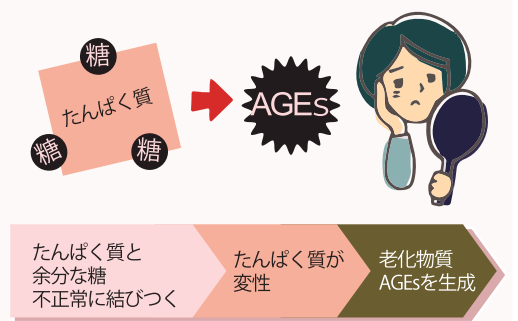 糖
たんぱく質
糖
糖
AGEs
たんぱく質と
余分な糖
不正常に結びつく
たんぱく質が
変性
老化物質
AGEsを生成